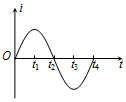 i
O
t₁ t₂ t₃ t₄ t